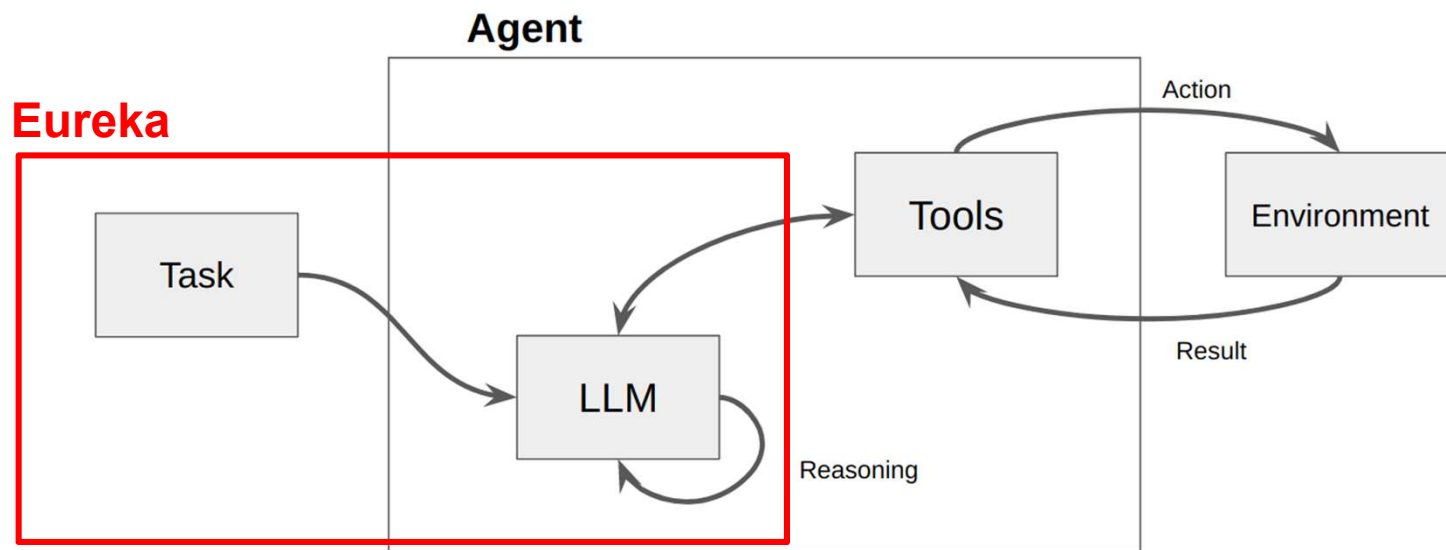 Agent
Eureka
Action
Task
Tools
Environment
LLM
Result
Reasoning